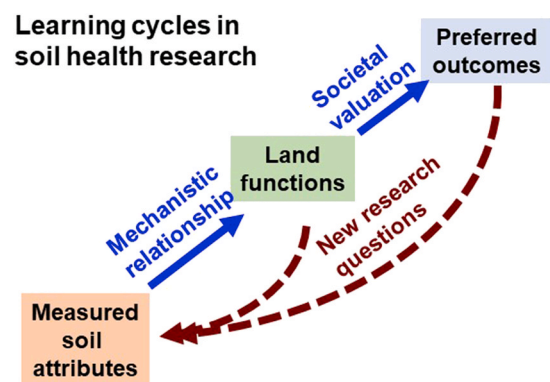 Learning cycles in
soil health research
Preferred
outcomes
Societal
valuation
Land
functions
Mechanistic
relationship
New research
questions
Measured
soil
attributes